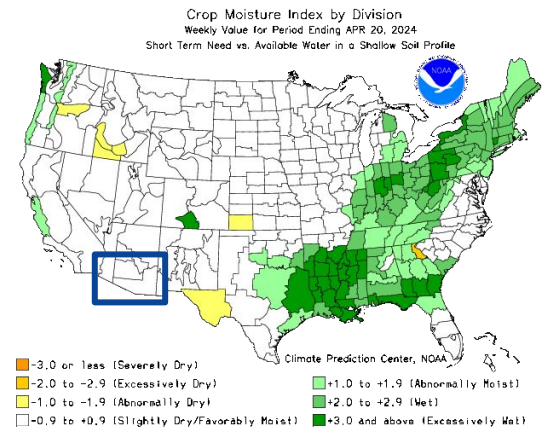 Crop Moisture Index by Division
Weekly Value for Period Ending APR 20, 2024
Short Term Need vs. Available Water in a Shallow Soil Profile
NOAA
Climate Prediction Center, NOAA
-3.0 or less (Severely Dry)
-2.0 to -2.9 (Excessively Dry)
-1.0 to -1.9 (Abnormally Dry)
-0.9 to +0.9 (Slightly Dry/Favorably Moist)
+1.0 to +1.9 (Abnormally Moist)
+2.0 to +2.9 (Wet)
+3.0 and above (Excessively Wet)